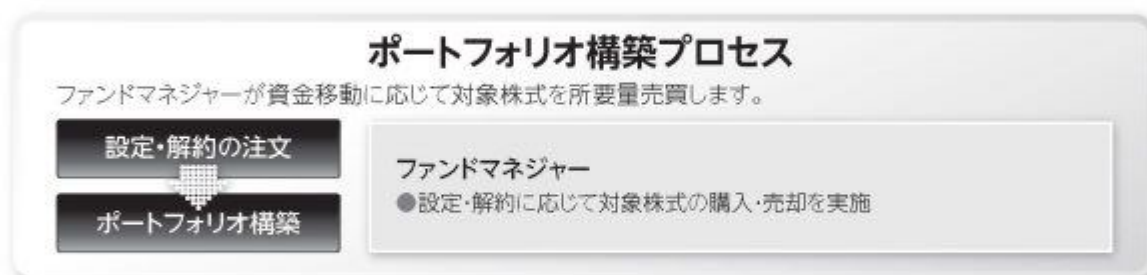 ポートフォリオ構築プロセス
ファンドマネジャーが資金移動に応じて対象株式を所要量売買します。
設定・解約の注文
ポートフォリオ構築
ファンドマネジャー
●設定・解約に応じて対象株式の購入・売却を実施